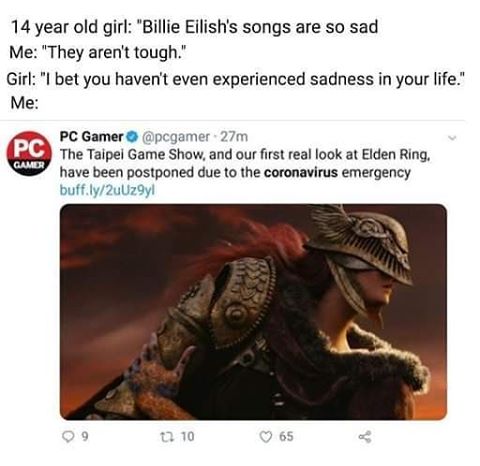 14 year old girl: "Billie Eilish's songs are so sad
Me: "They aren't tough."
Girl: "I bet you haven't even experienced sadness in your life."
Me:
PC GAMER
PC Gamer @pcgamer · 27m
The Taipei Game Show, and our first real look at Elden Ring,
have been postponed due to the coronavirus emergency
buff.ly/2uUz9yl
9 10 65